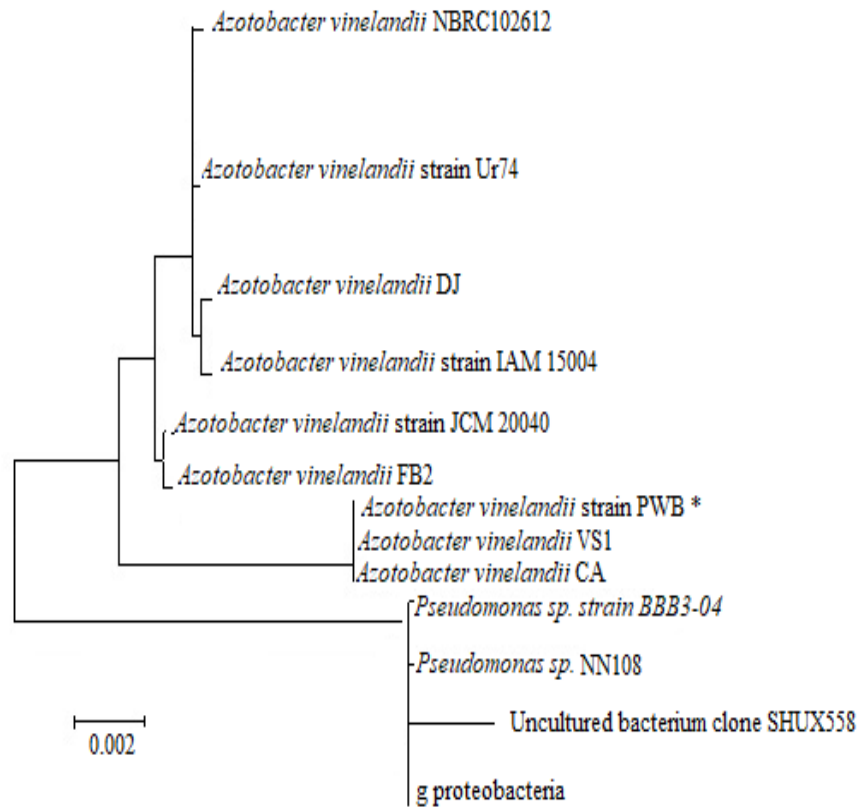 Azotobacter vinelandii NBRC102612
Azotobacter vinelandii strain Ur74
Azotobacter vinelandii DJ
Azotobacter vinelandii strain IAM 15004
Azotobacter vinelandii strain JCM 20040
Azotobacter vinelandii FB2
Azotobacter vinelandii strain PWB *
Azotobacter vinelandii VS1
Azotobacter vinelandii CA
Pseudomonas sp. strain BBB3-04
Pseudomonas sp. NN108
Uncultured bacterium clone SHUX558
0.002
g proteobacteria